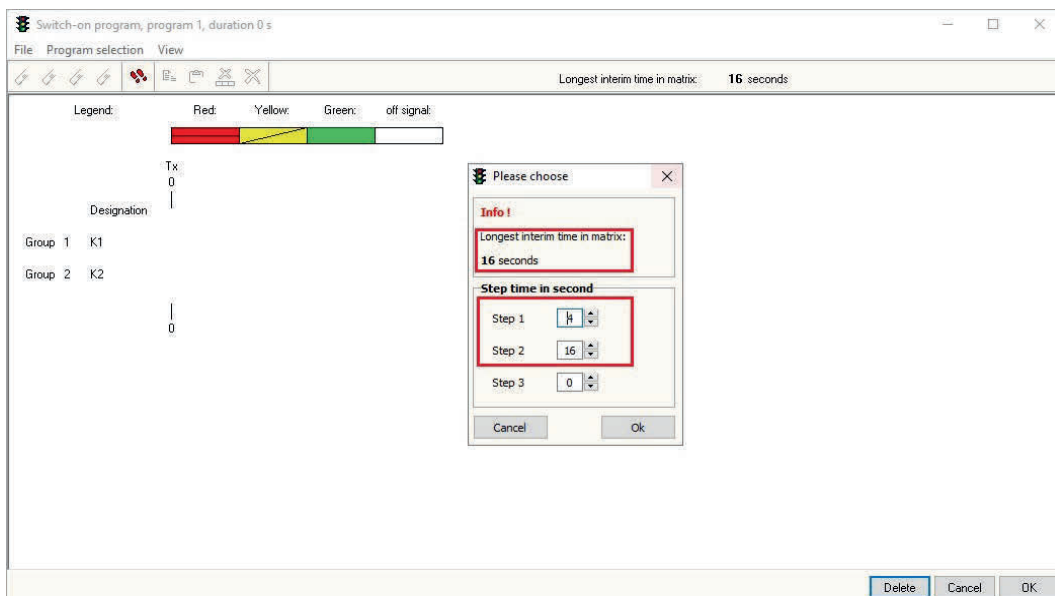 Switch-on program, program 1, duration 0 s
File Program selection View
Longest interim time in matrix: 16 seconds
Legend: Red: Yellow: Green: off signal:
Tx
0
Designation
Group 1 K1
Group 2 K2
0
Please choose
Info !
Longest interim time in matrix:
16 seconds
Step time in second
Step 1 4
Step 2 16
Step 3 0
Cancel Ok
Delete Cancel OK